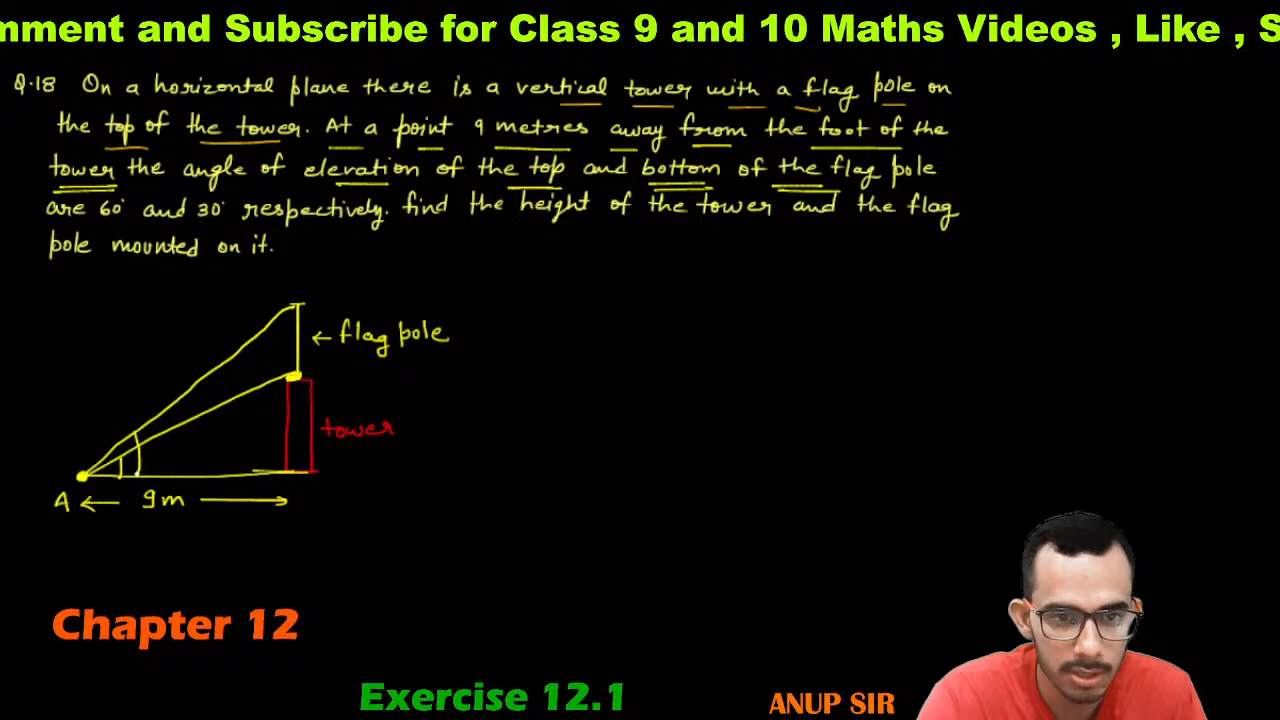 nment and Subscribe for Class 9 and 10 Maths Videos , Like , S
Q.18 On a horizontal plane there is a vertical tower with a flag pole on
the top of the tower. At a point 9 metres away from the foot of the
tower the angle of elevation of the top and bottom of the flag pole
are 60° and 30° respectively. find the height of the tower and the flag
pole mounted on it.
← flag pole
tower
A ← 9m →
Chapter 12
Exercise 12.1
ANUP SIR